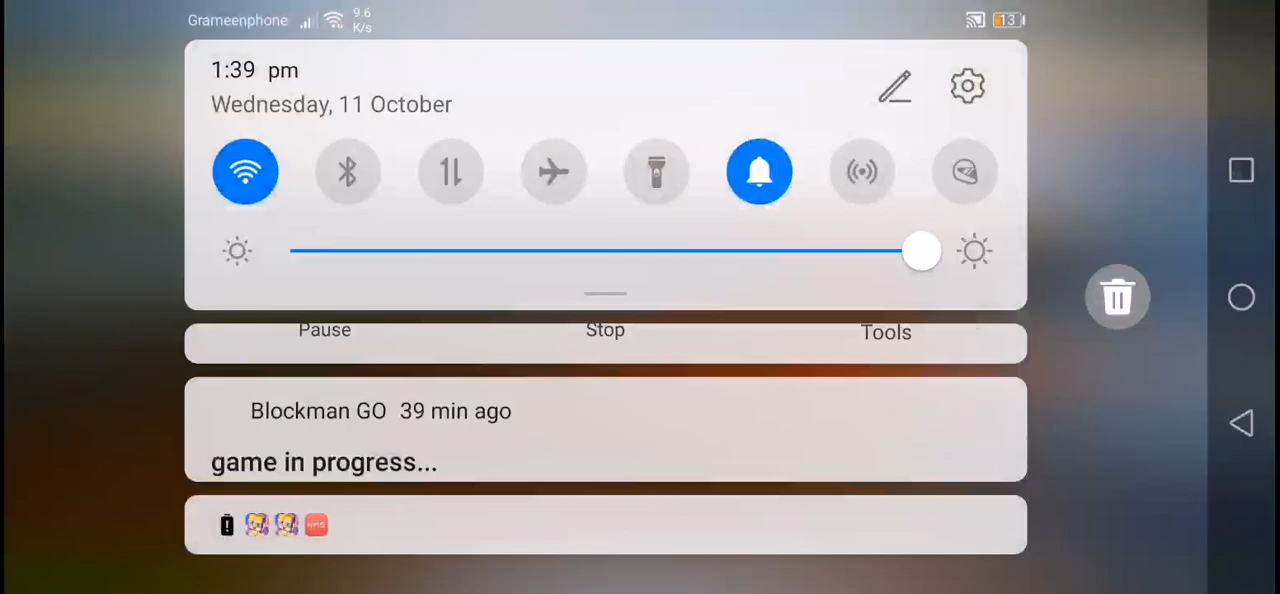 Grameenphone 9.6 K/s 13
1:39 pm
Wednesday, 11 October
Pause Stop Tools
Blockman GO 39 min ago
game in progress...